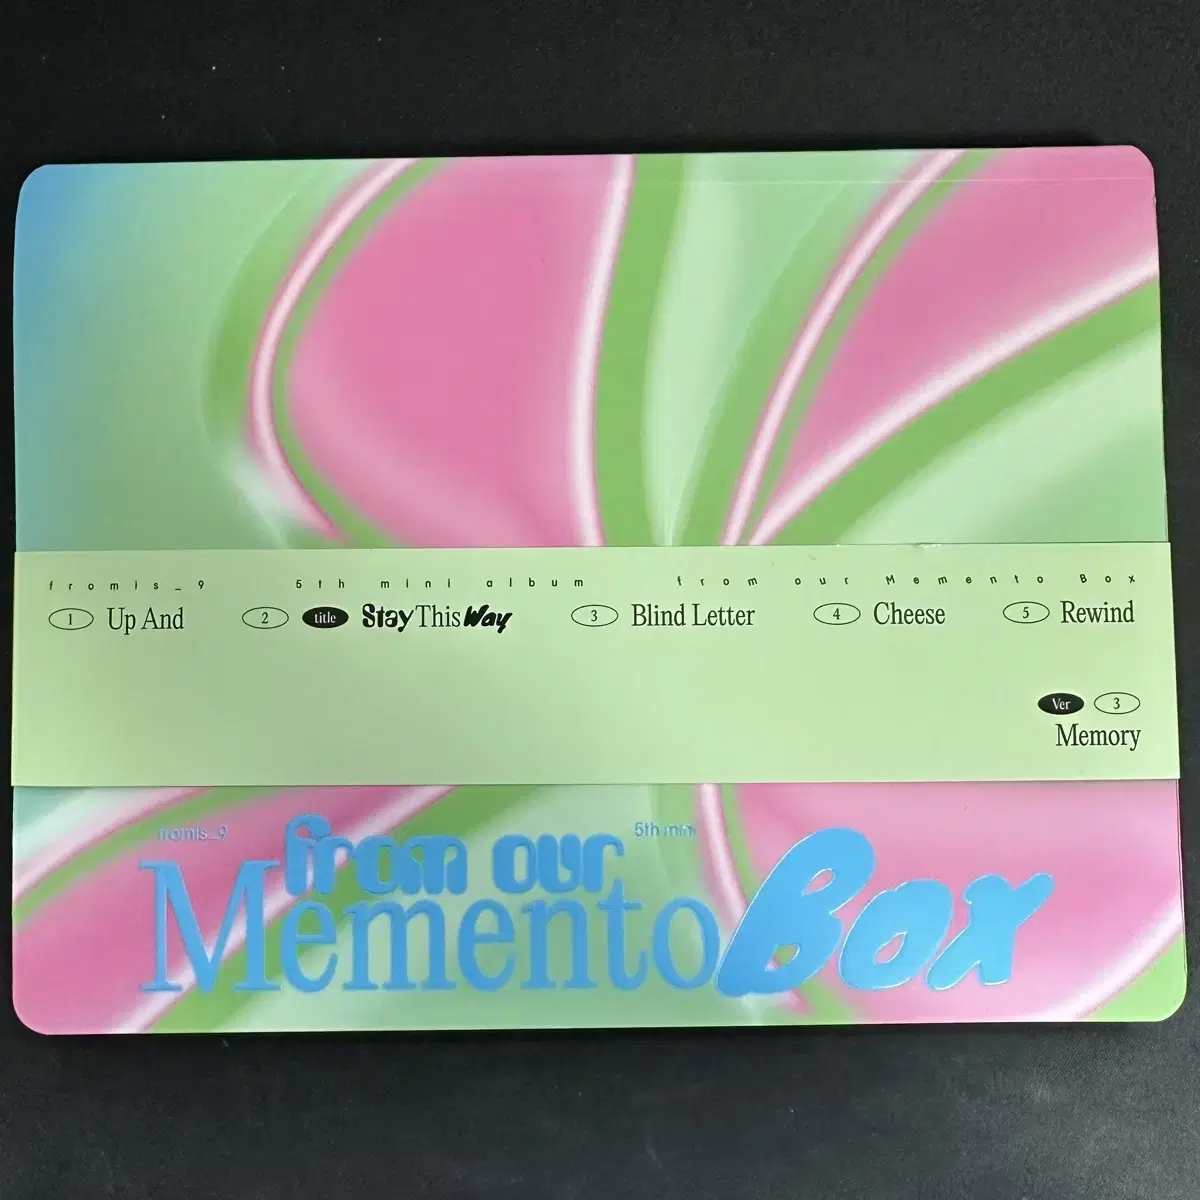 fromis_9 5th mini album from our Memento Box
1 Up And 2 title Stay This Way 3 Blind Letter 4 Cheese 5 Rewind
Ver 3
Memory
fromis_9 from our 5th mini
Memento Box